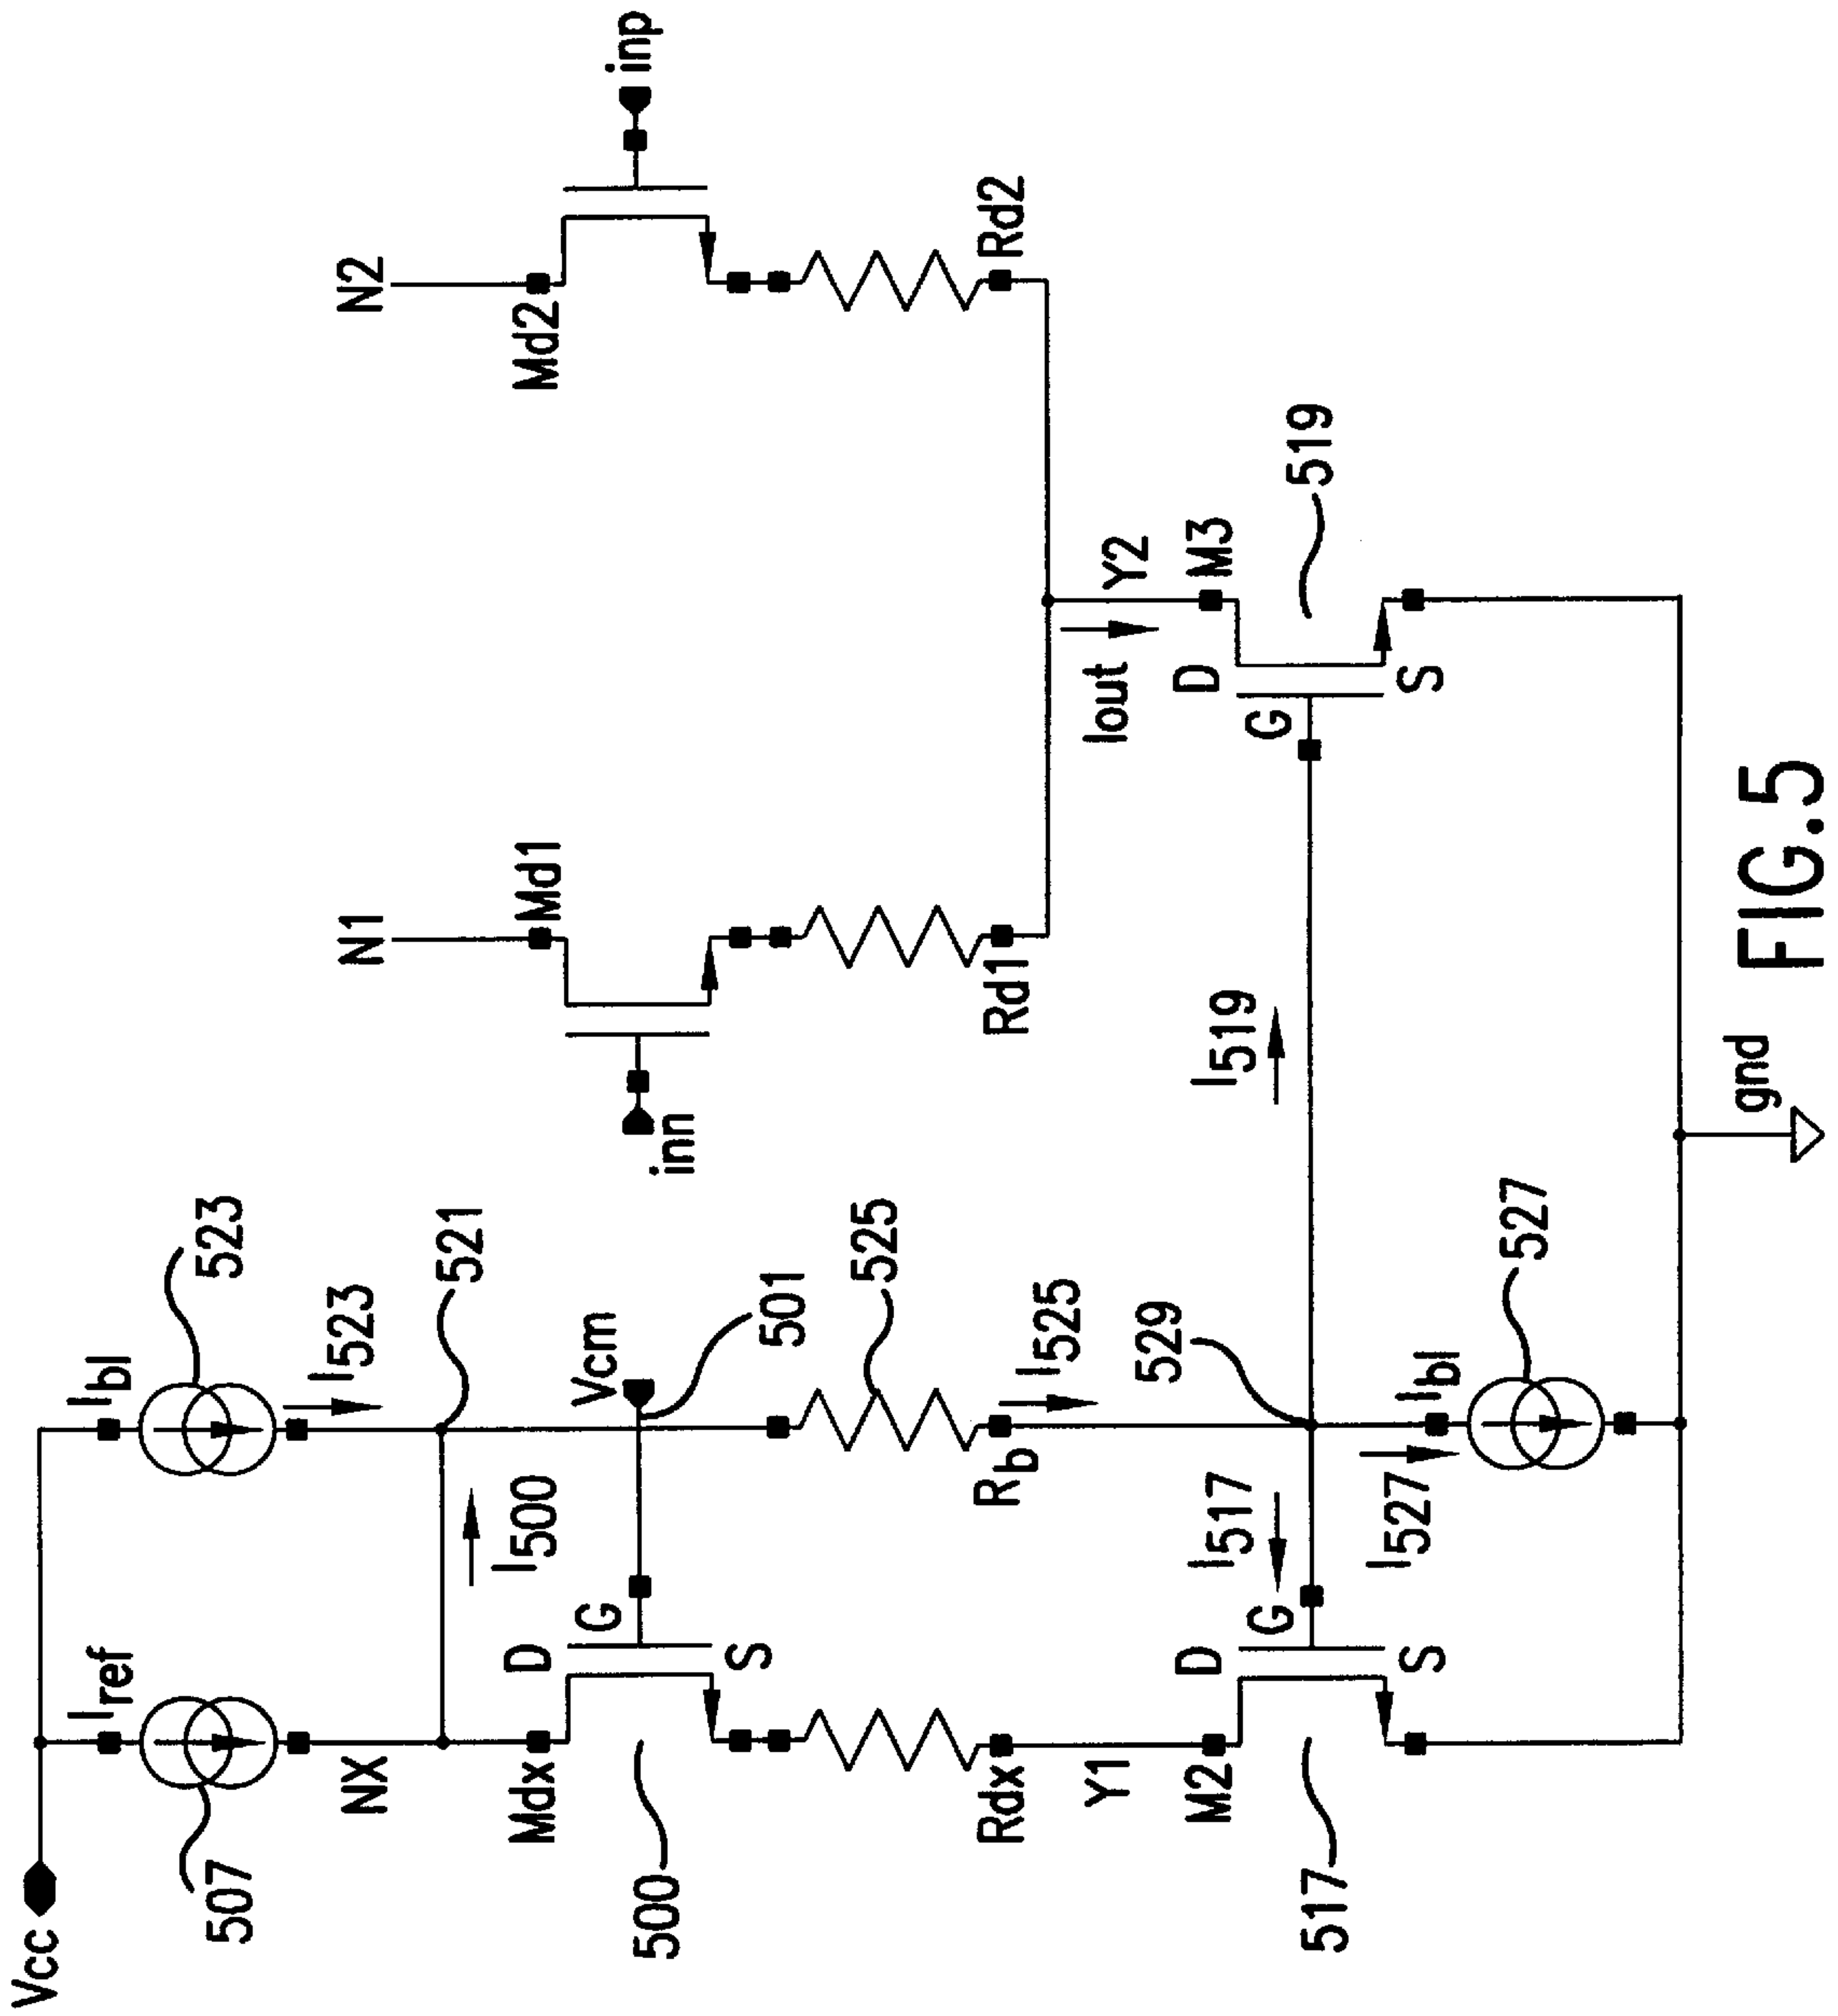 Vcc
Iref
Ibl
507
523
I523
NX
521
I500
N1
N2
Mdx
D
G
S
500
Vcm
501
525
inn
Md1
Md2
inp
Rdx
Rb
I525
Rd1
Rd2
Y1
529
Iout
Y2
M2
D
G
S
517
I517
I519
D
G
S
M3
519
I527
Ibl
527
gnd
FIG.5